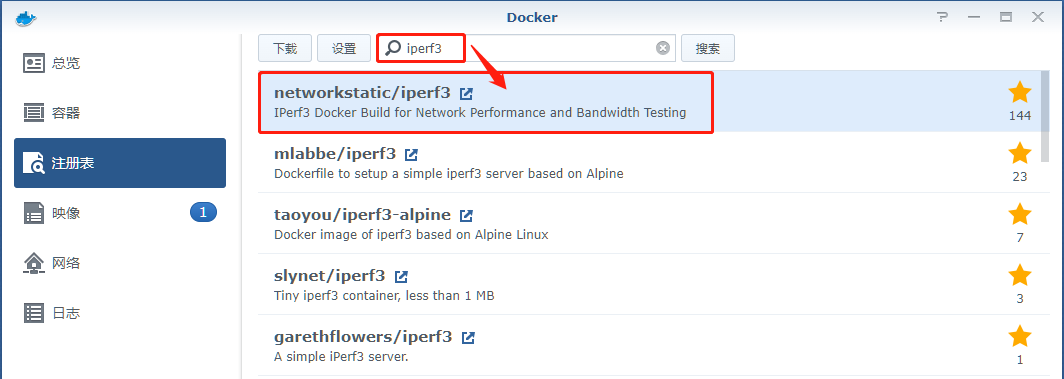 Docker
总览
容器
注册表
映像
1
网络
日志
下载 设置 iperf3 搜索
networkstatic/iperf3
IPerf3 Docker Build for Network Performance and Bandwidth Testing
144
mlabbe/iperf3
Dockerfile to setup a simple iperf3 server based on Alpine
23
taoyou/iperf3-alpine
Docker image of iperf3 based on Alpine Linux
7
slynet/iperf3
Tiny iperf3 container, less than 1 MB
3
garethflowers/iperf3
A simple iPerf3 server.
1